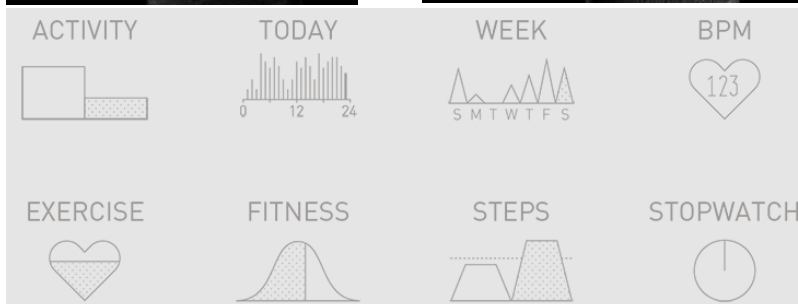 ACTIVITY TODAY WEEK BPM
123
0 12 24
S M T W T F S
EXERCISE FITNESS STEPS STOPWATCH